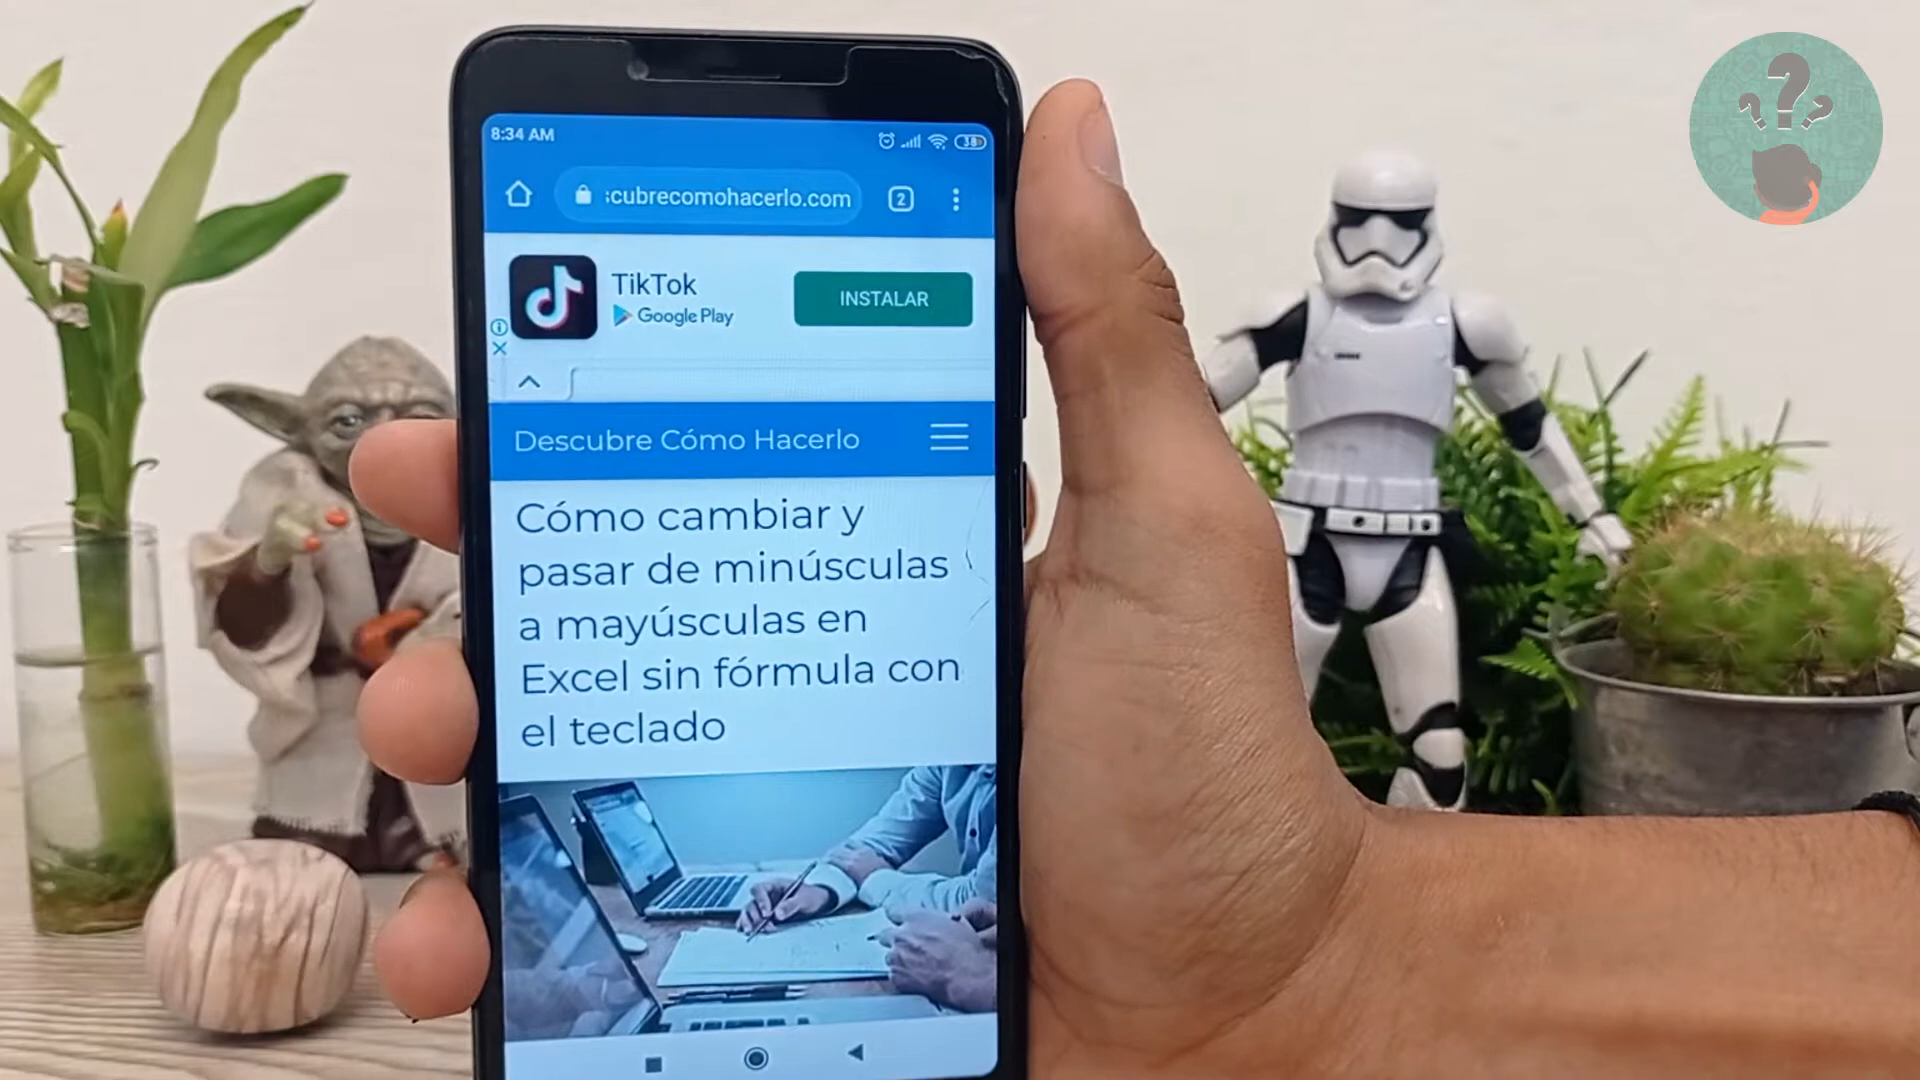 8:34 AM
38
:cubrecomohacerlo.com
2
TikTok
Google Play
INSTALAR
Descubre Cómo Hacerlo
Cómo cambiar y
pasar de minúsculas
a mayúsculas en
Excel sin fórmula con
el teclado